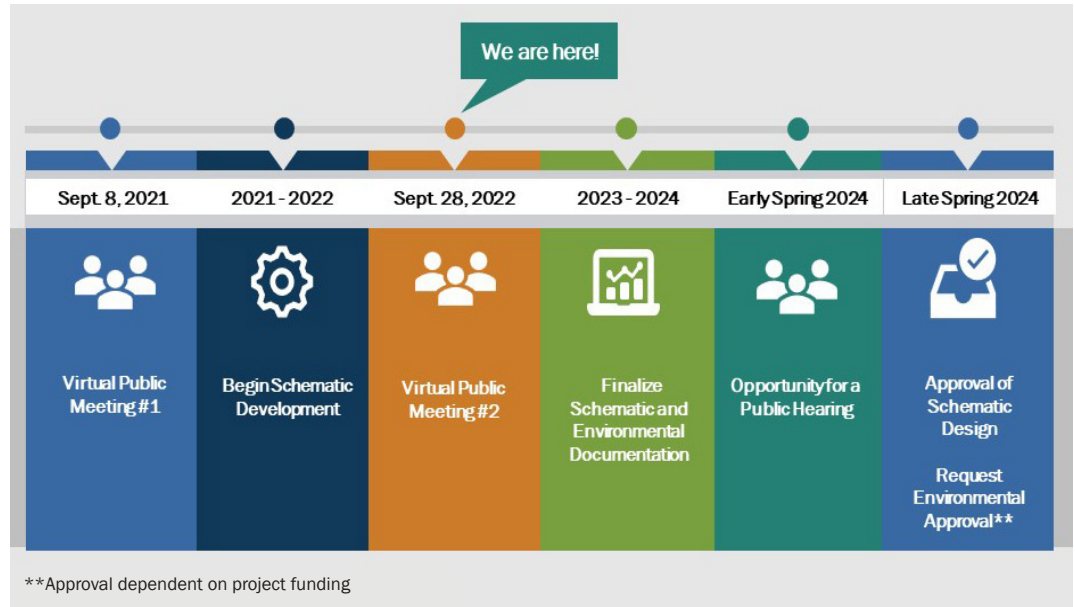 We are here!
Sept. 8, 2021
2021 - 2022
Sept. 28, 2022
2023 - 2024
Early Spring 2024
Late Spring 2024
Virtual Public
Meeting #1
Begin Schematic
Development
Virtual Public
Meeting #2
Finalize
Schematic and
Environmental
Documentation
Opportunity for a
Public Hearing
Approval of
Schematic
Design
Request
Environmental
Approval**
**Approval dependent on project funding